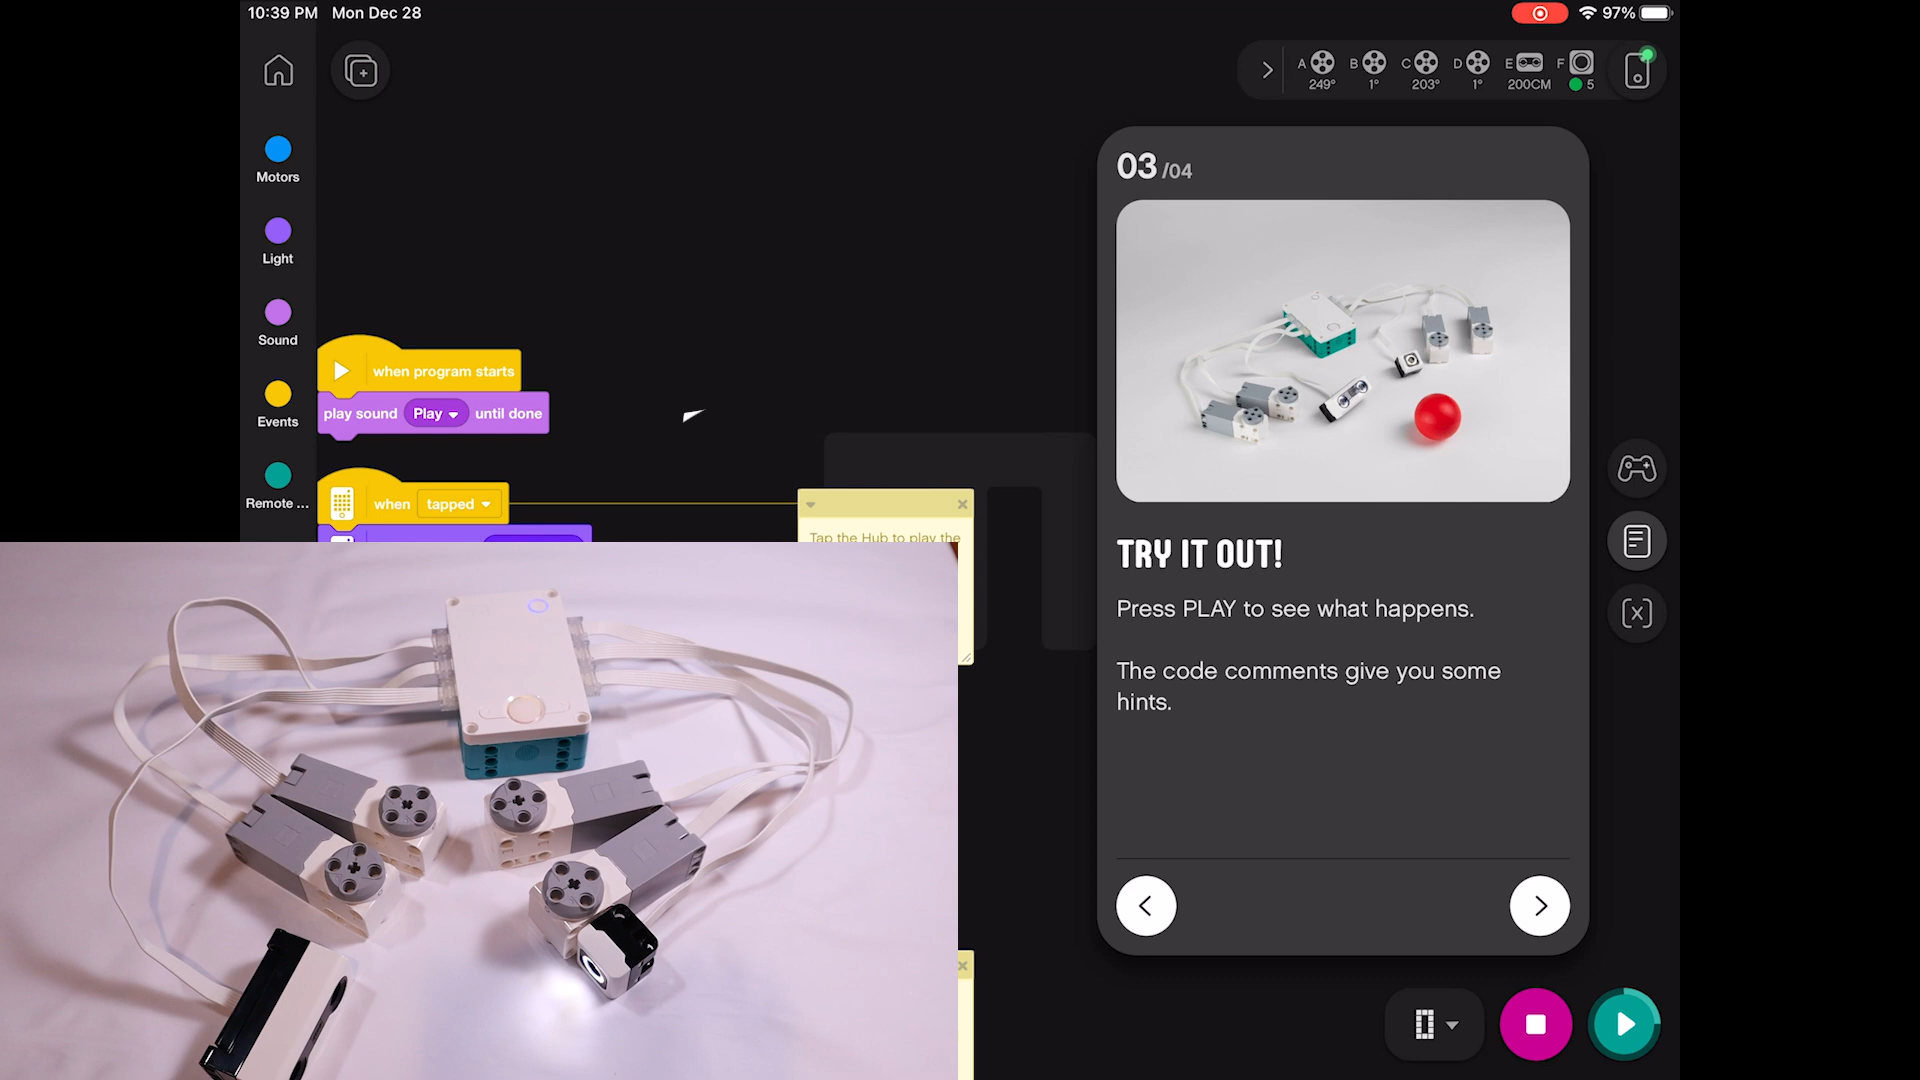 10:39 PM Mon Dec 28
97%
A B C D E F
249° 1° 203° 1° 200CM 5
Motors
Light
Sound
Events
Remote ...
when program starts
play sound Play until done
when tapped
Tap the Hub to play the
03 /04
TRY IT OUT!
Press PLAY to see what happens.
The code comments give you some
hints.